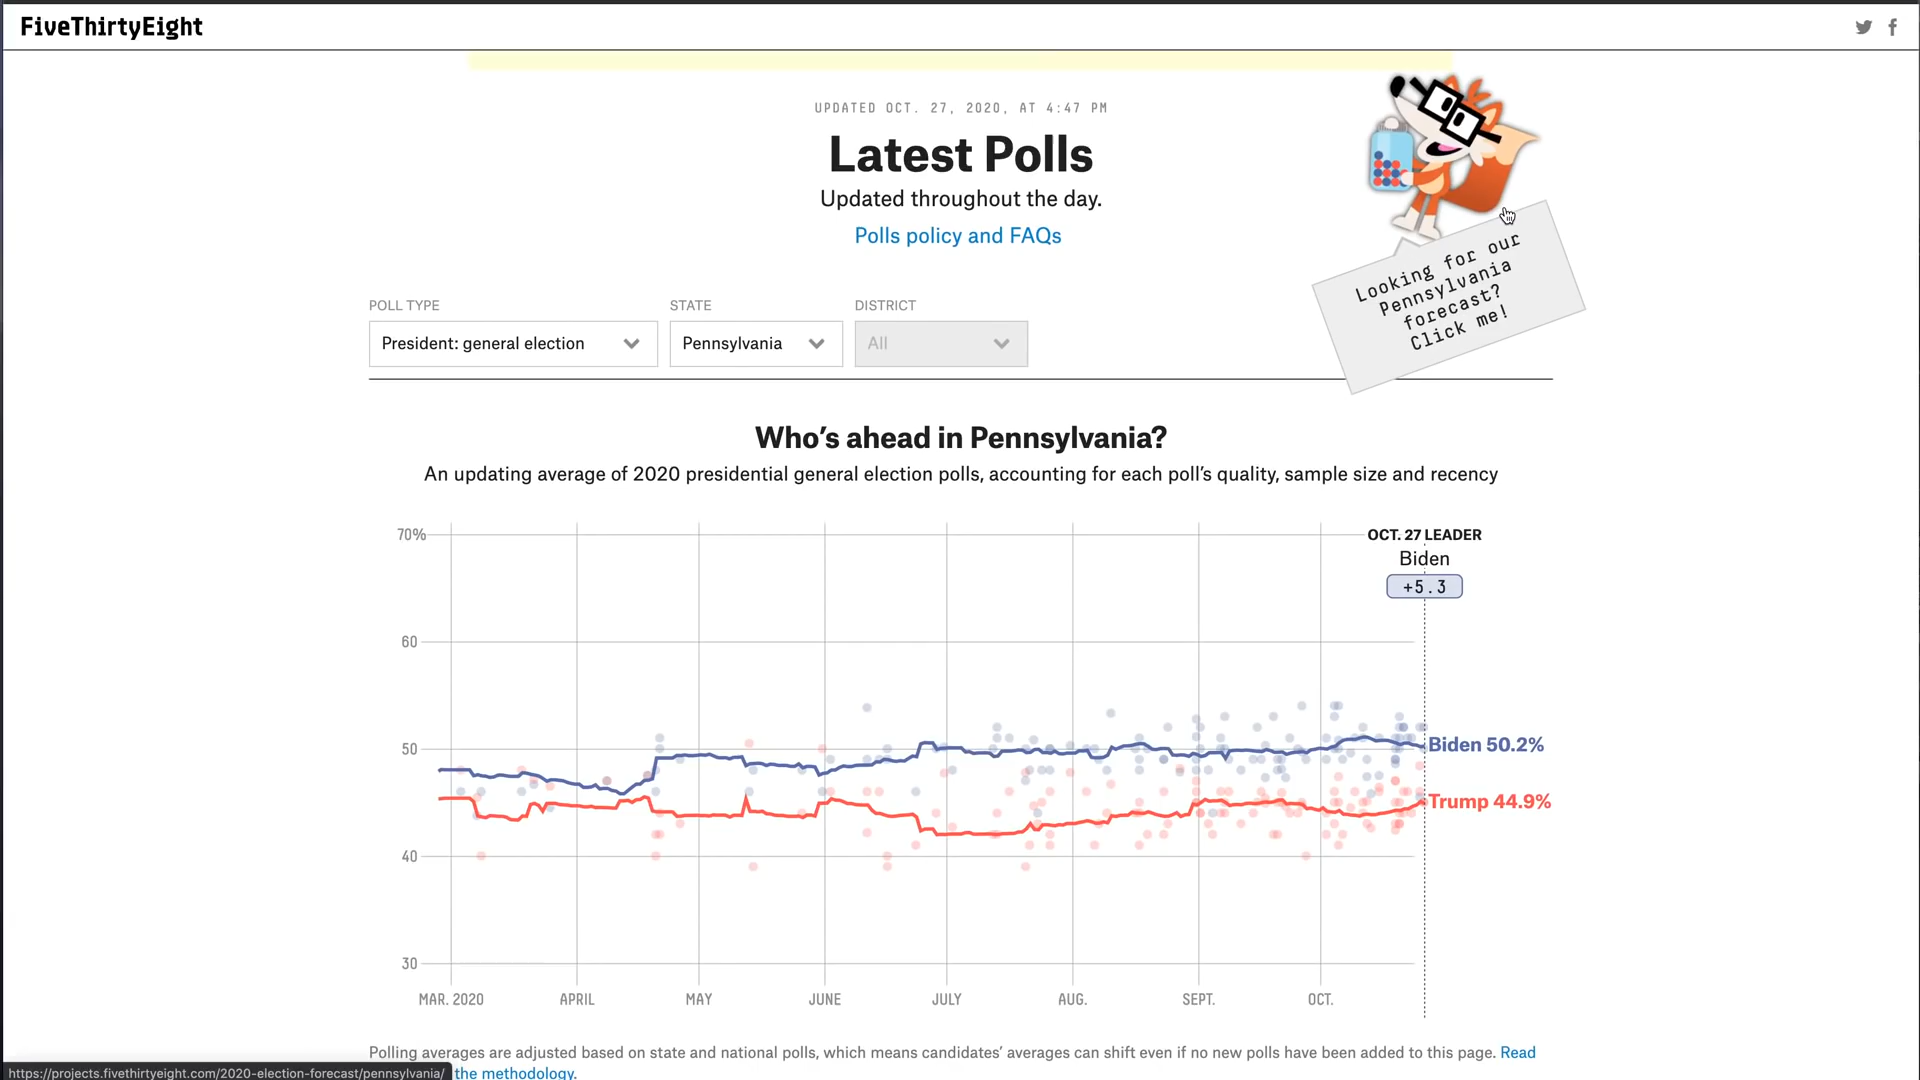 FiveThirtyEight
UPDATED OCT. 27, 2020, AT 4:47 PM
Latest Polls
Updated throughout the day.
Polls policy and FAQs
Looking for our
Pennsylvania
forecast?
Click me!
POLL TYPE
STATE
DISTRICT
President: general election
Pennsylvania
All
Who's ahead in Pennsylvania?
An updating average of 2020 presidential general election polls, accounting for each poll's quality, sample size and recency
70%
OCT. 27 LEADER
Biden
+5.3
60
50
Biden 50.2%
Trump 44.9%
40
30
MAR. 2020
APRIL
MAY
JUNE
JULY
AUG.
SEPT.
OCT.
Polling averages are adjusted based on state and national polls, which means candidates' averages can shift even if no new polls have been added to this page. Read
the methodology.
https://projects.fivethirtyeight.com/2020-election-forecast/pennsylvania/